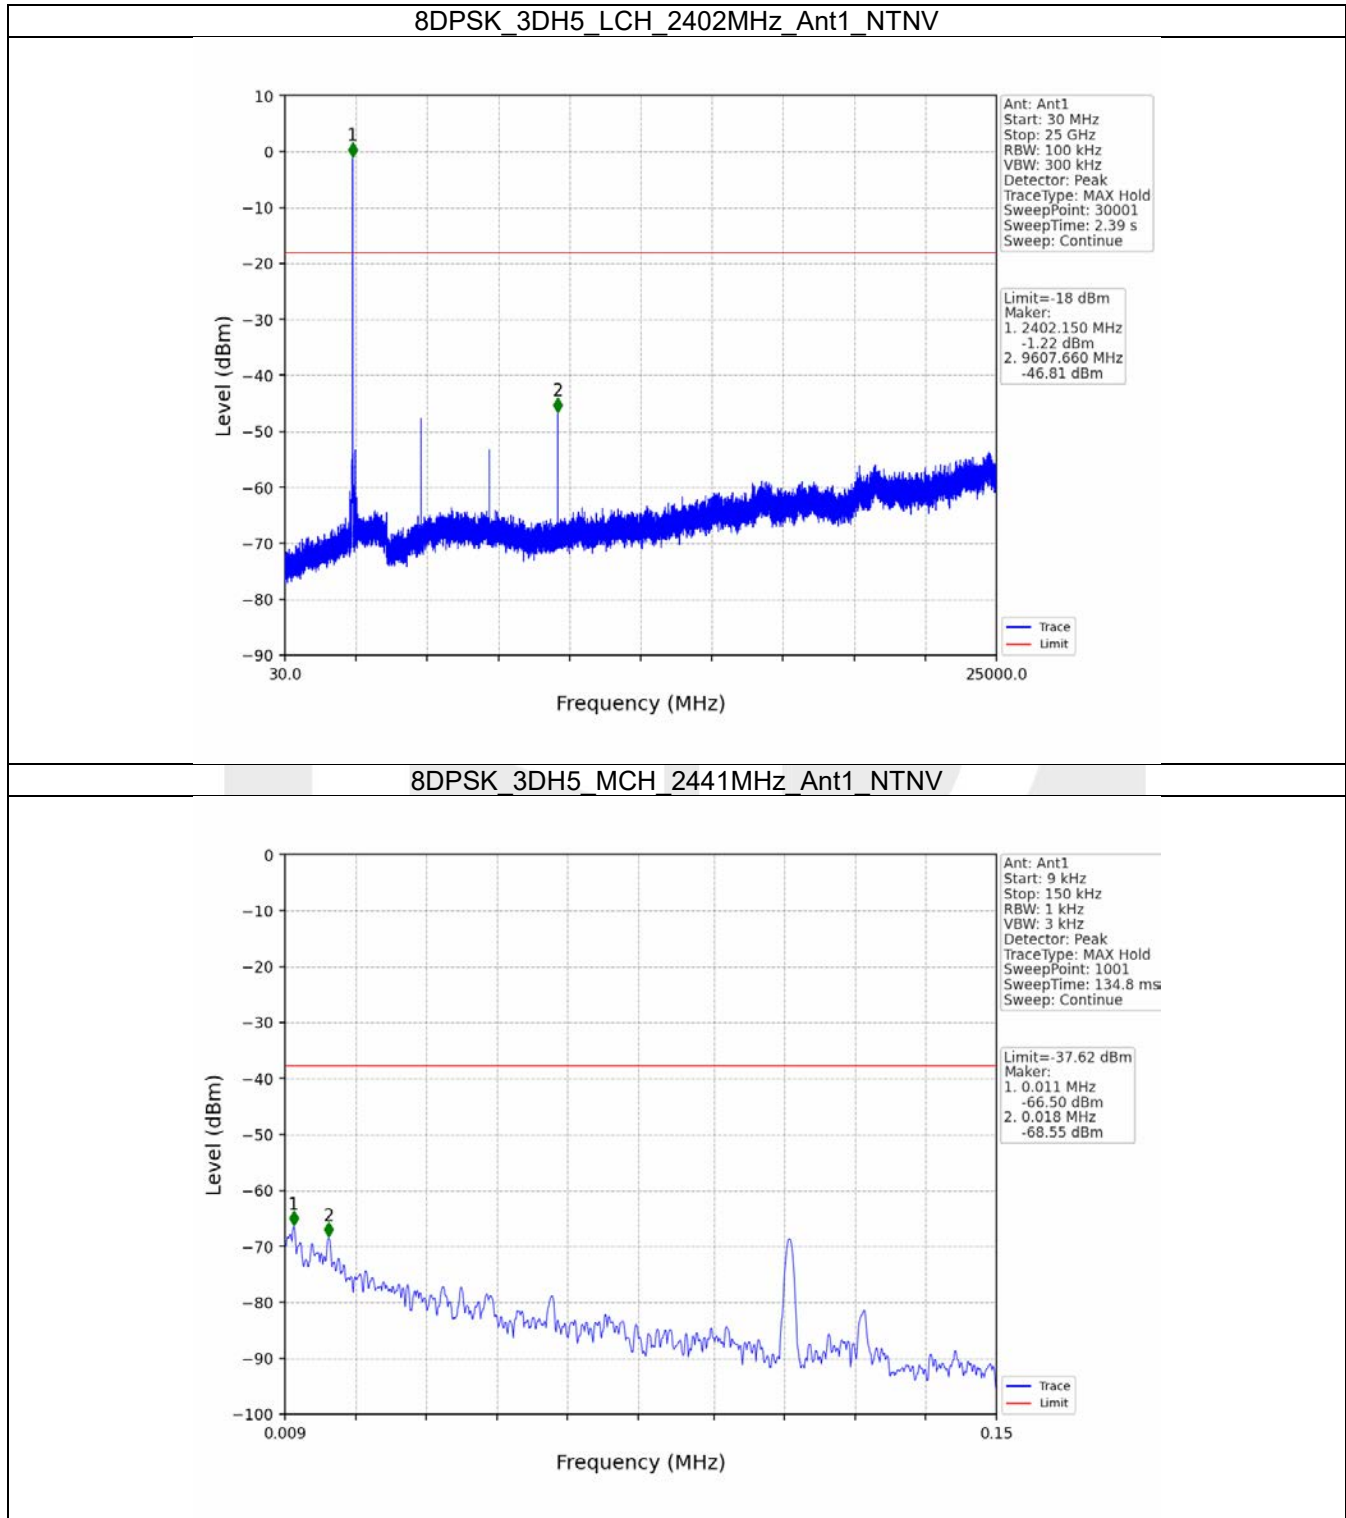 8DPSK_3DH5_LCH_2402MHz_Ant1_NTNV
10
0
−10
−20
−30
−40
−50
−60
−70
−80
−90
Level (dBm)
1
2
30.0
25000.0
Frequency (MHz)
Ant: Ant1
Start: 30 MHz
Stop: 25 GHz
RBW: 100 kHz
VBW: 300 kHz
Detector: Peak
TraceType: MAX Hold
SweepPoint: 30001
SweepTime: 2.39 s
Sweep: Continue
Limit=-18 dBm
Maker:
1. 2402.150 MHz
-1.22 dBm
2. 9607.660 MHz
-46.81 dBm
Trace
Limit
8DPSK_3DH5_MCH_2441MHz_Ant1_NTNV
0
−10
−20
−30
−40
−50
−60
−70
−80
−90
−100
Level (dBm)
1
2
0.009
0.15
Frequency (MHz)
Ant: Ant1
Start: 9 kHz
Stop: 150 kHz
RBW: 1 kHz
VBW: 3 kHz
Detector: Peak
TraceType: MAX Hold
SweepPoint: 1001
SweepTime: 134.8 ms
Sweep: Continue
Limit=-37.62 dBm
Maker:
1. 0.011 MHz
-66.50 dBm
2. 0.018 MHz
-68.55 dBm
Trace
Limit